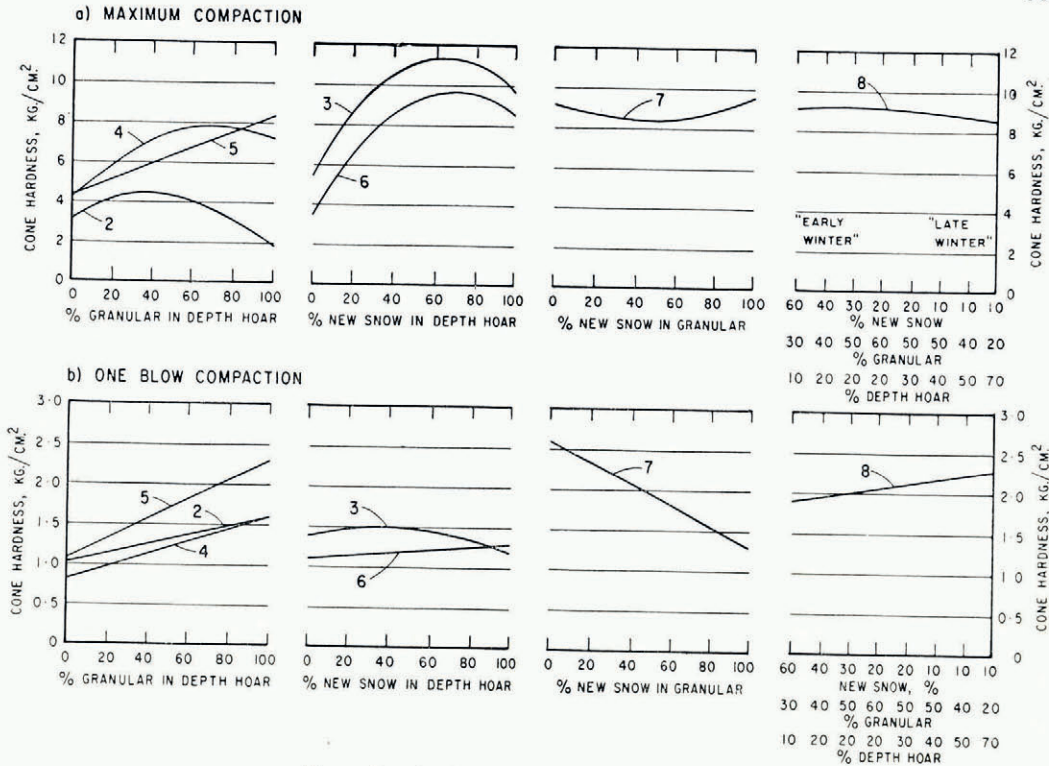 a) MAXIMUM COMPACTION
CONE HARDNESS, KG./CM.²
12
10
8
6
4
2
0
4
5
2
0 20 40 60 80 100
% GRANULAR IN DEPTH HOAR
3
6
0 20 40 60 80 100
% NEW SNOW IN DEPTH HOAR
7
0 20 40 60 80 100
% NEW SNOW IN GRANULAR
8
"EARLY WINTER"
"LATE WINTER"
12
10
8
6
4
2
0
CONE HARDNESS, KG./CM.²
60 40 30 20 20 10 10 10
% NEW SNOW
30 40 50 60 50 50 40 20
% GRANULAR
10 20 20 20 30 40 50 70
% DEPTH HOAR
b) ONE BLOW COMPACTION
CONE HARDNESS, KG./CM.²
3·0
2·5
2·0
1·5
1·0
0·5
0
5
2
4
0 20 40 60 80 100
% GRANULAR IN DEPTH HOAR
3
6
0 20 40 60 80 100
% NEW SNOW IN DEPTH HOAR
7
0 20 40 60 80 100
% NEW SNOW IN GRANULAR
8
3·0
2·5
2·0
1·5
1·0
0·5
0
CONE HARDNESS, KG./CM.²
60 40 30 20 20 10 10 10
NEW SNOW, %
30 40 50 60 50 50 40 20
% GRANULAR
10 20 20 20 30 40 50 70
% DEPTH HOAR